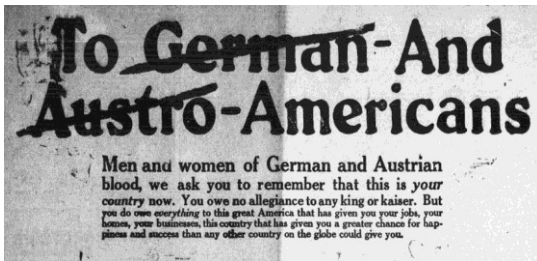 To German-And
Austro-Americans
Men and women of German and Austrian
blood, we ask you to remember that this is your
country now. You owe no allegiance to any king or kaiser. But
you do owe everything to this great America that has given you your jobs, your
homes, your businesses, this country that has given you a greater chance for hap-
piness and success than any other country on the globe could give you.